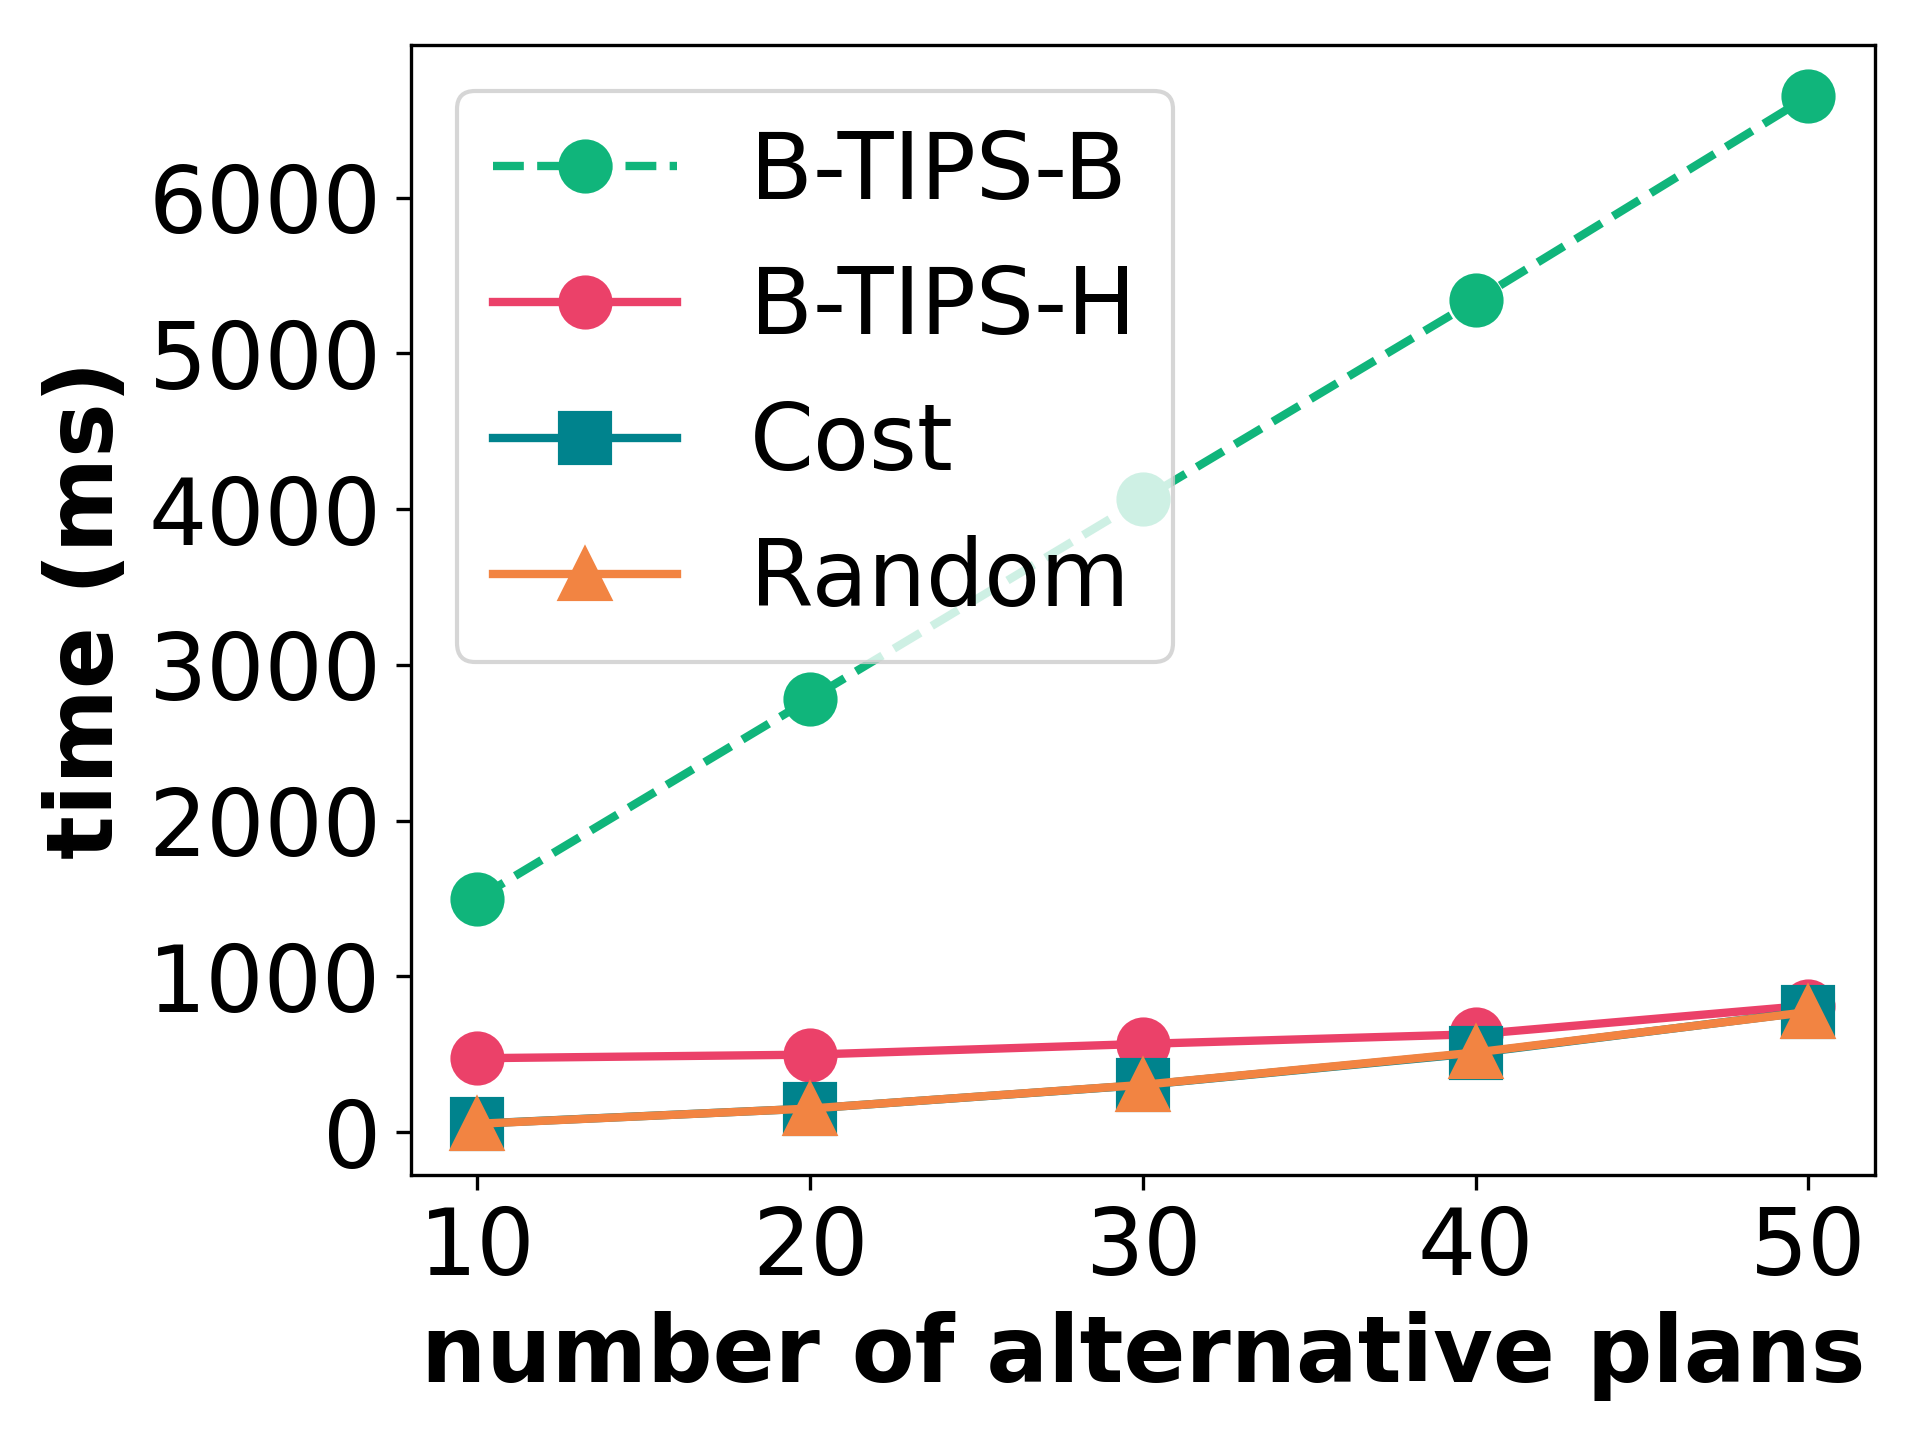 B-TIPS-B
B-TIPS-H
Cost
Random
time (ms)
6000
5000
4000
3000
2000
1000
0
10 20 30 40 50
number of alternative plans